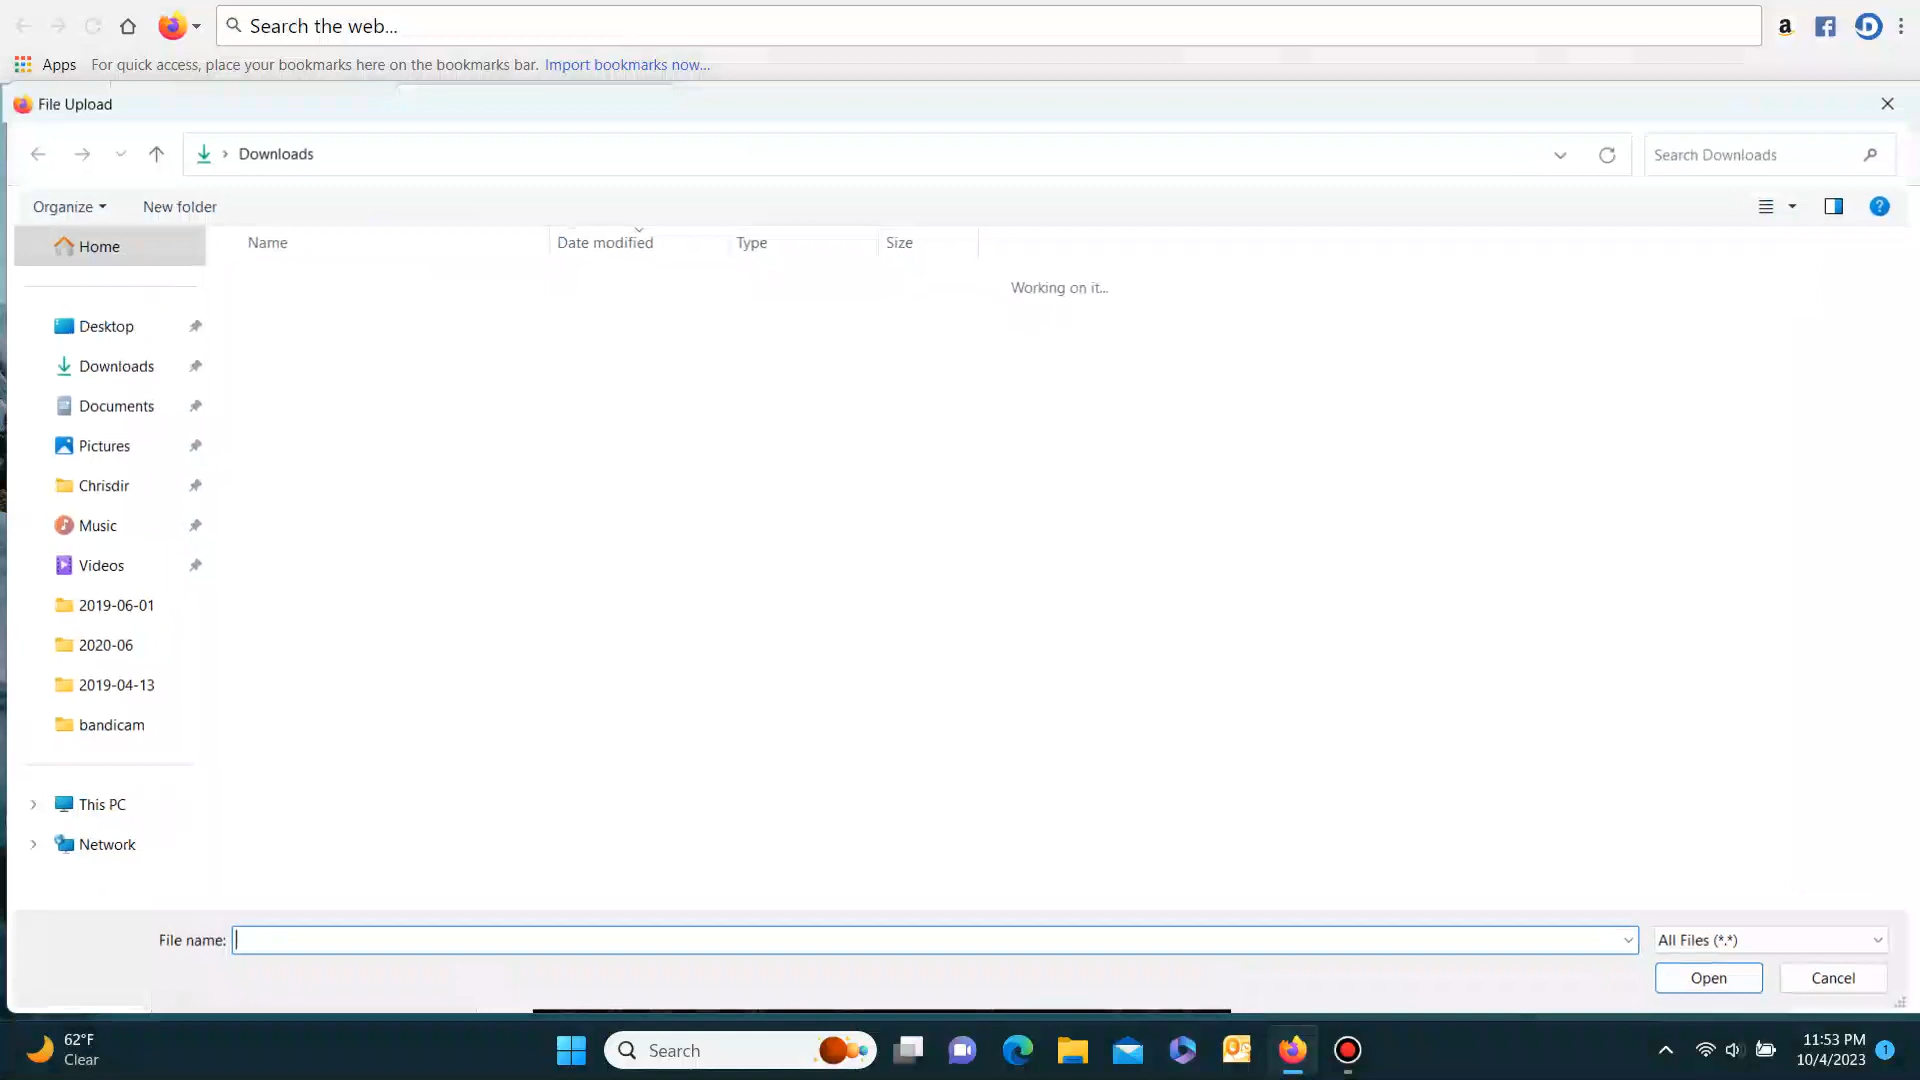 Search the web...
Apps For quick access, place your bookmarks here on the bookmarks bar. Import bookmarks now...
File Upload
Downloads
Search Downloads
Organize New folder
Home
Name Date modified Type Size
Working on it...
Desktop
Downloads
Documents
Pictures
Chrisdir
Music
Videos
2019-06-01
2020-06
2019-04-13
bandicam
This PC
Network
File name:
All Files (*.*)
Open Cancel
62°F
Clear
Search
11:53 PM
10/4/2023
1